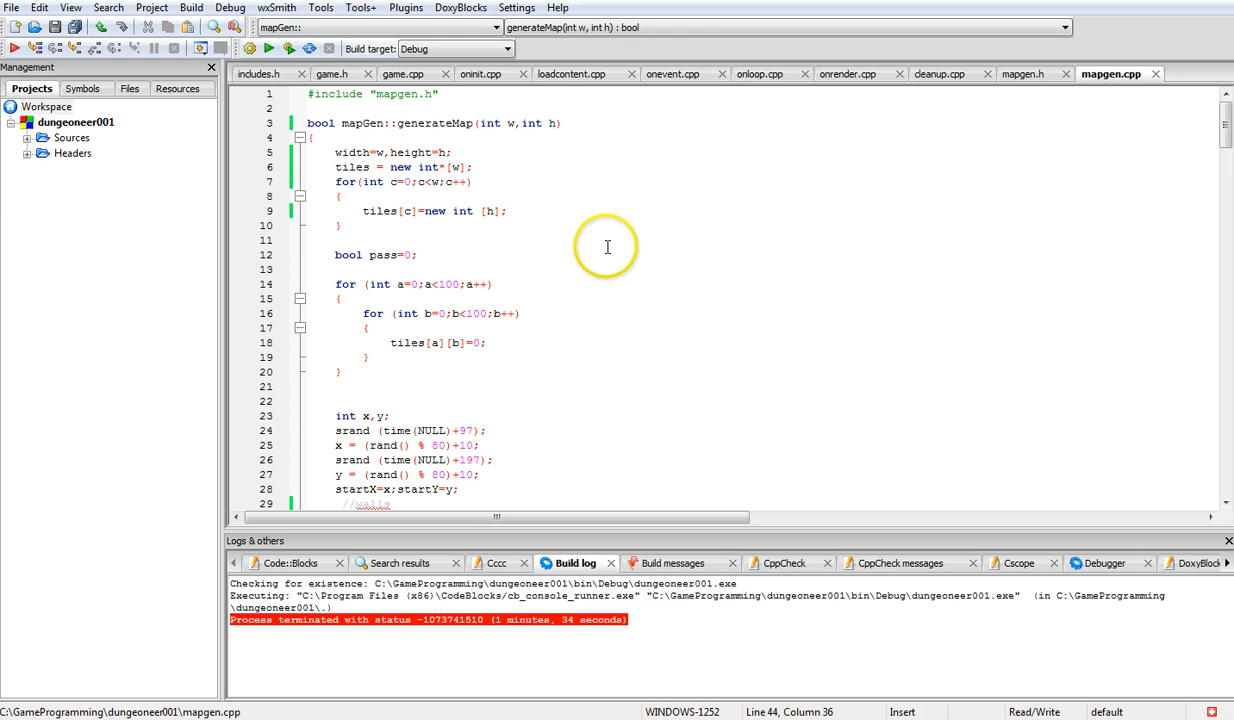 File Edit View Search Project Build Debug wxSmith Tools Tools+ Plugins DoxyBlocks Settings Help
mapGen:: generateMap(int w, int h) : bool
Build target: Debug
Management
Projects Symbols Files Resources
Workspace
dungeoneer001
Sources
Headers
includes.h game.h game.cpp oninit.cpp loadcontent.cpp onevent.cpp onloop.cpp onrender.cpp cleanup.cpp mapgen.h mapgen.cpp
1 #include "mapgen.h"
2
3 bool mapGen::generateMap(int w,int h)
4 {
5 width=w,height=h;
6 tiles = new int*[w];
7 for(int c=0;c<w;c++)
8 {
9 tiles[c]=new int [h];
10 }
11
12 bool pass=0;
13
14 for (int a=0;a<100;a++)
15 {
16 for (int b=0;b<100;b++)
17 {
18 tiles[a][b]=0;
19 }
20 }
21
22
23 int x,y;
24 srand (time(NULL)+97);
25 x = (rand() % 80)+10;
26 srand (time(NULL)+197);
27 y = (rand() % 80)+10;
28 startX=x;startY=y;
29 //walls
Logs & others
Code::Blocks Search results Cccc Build log Build messages CppCheck CppCheck messages Cscope Debugger DoxyBlock
Checking for existence: C:\GameProgramming\dungeoneer001\bin\Debug\dungeoneer001.exe
Executing: "C:\Program Files (x86)\CodeBlocks/cb_console_runner.exe" "C:\GameProgramming\dungeoneer001\bin\Debug\dungeoneer001.exe" (in C:\GameProgramming
\dungeoneer001\.)
Process terminated with status -1073741510 (1 minutes, 34 seconds)
C:\GameProgramming\dungeoneer001\mapgen.cpp WINDOWS-1252 Line 44, Column 36 Insert Read/Write default